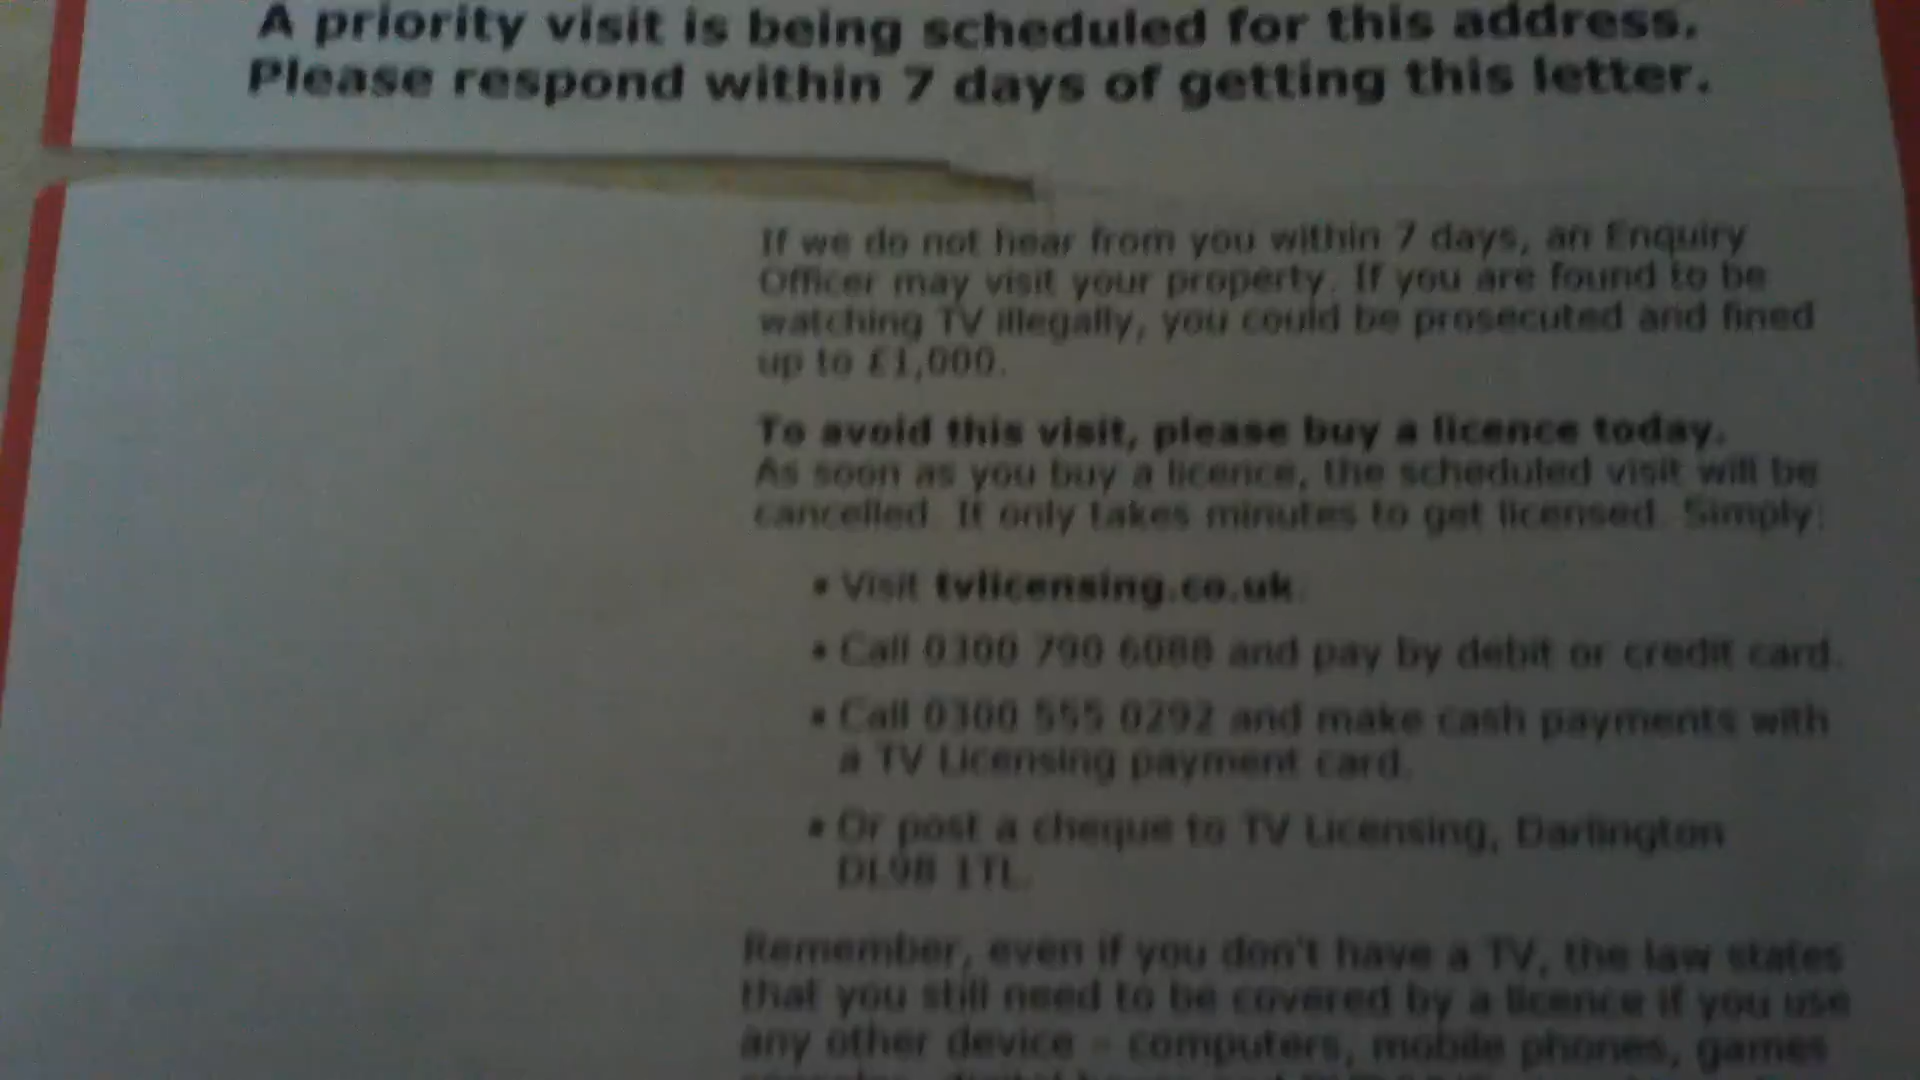 A priority visit is being scheduled for this address.
Please respond within 7 days of getting this letter.
If we do not hear from you within 7 days, an Enquiry
Officer may visit your property. If you are found to be
watching TV illegally, you could be prosecuted and fined
up to £1,000.
To avoid this visit, please buy a licence today.
As soon as you buy a licence, the scheduled visit will be
cancelled. It only takes minutes to get licensed. Simply:
• Visit tvlicensing.co.uk.
• Call 0300 790 6088 and pay by debit or credit card.
• Call 0300 555 0292 and make cash payments with
a TV Licensing payment card.
• Or post a cheque to TV Licensing, Darlington
DL98 1TL.
Remember, even if you don't have a TV, the law states
that you still need to be covered by a licence if you use
any other device - computers, mobile phones, games